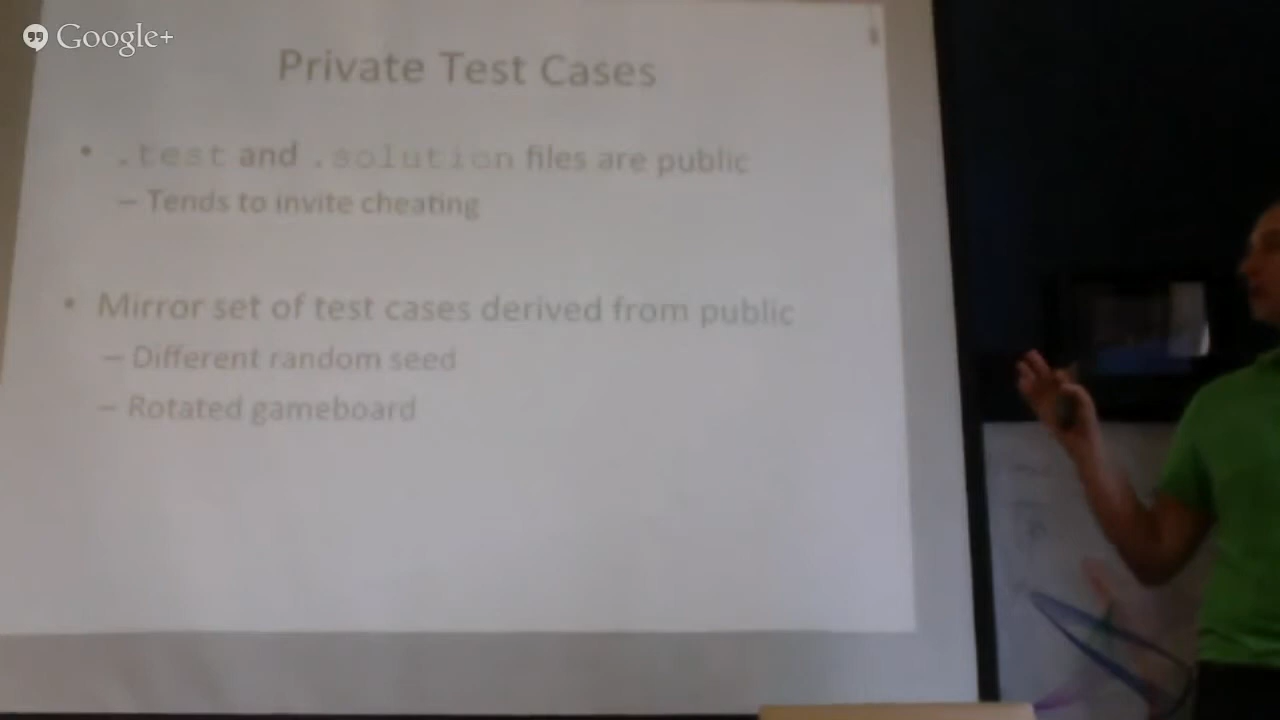 Google+
Private Test Cases
• .test and .solution files are public
– Tends to invite cheating
• Mirror set of test cases derived from public
– Different random seed
– Rotated gameboard